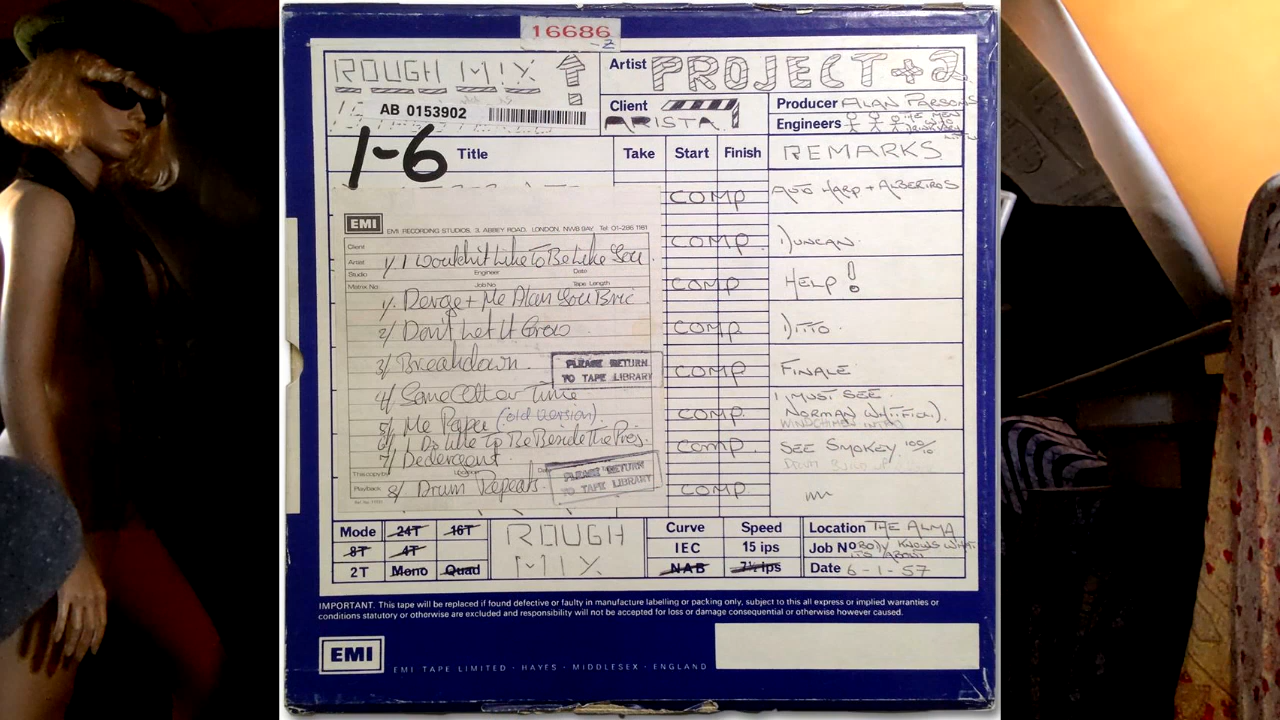 16686
-2
ROUGH MIX
AB 0153902
1-6
Artist PROJECT + 2
Client ARISTA
Producer ALAN PARSONS
Engineers
Title
Take
Start
Finish
REMARKS
COMP
AUTO HARP + ALBERTROS
COMP
DUNCAN
COMP
HELP!
COMP
DITTO
COMP
FINALE
COMP.
I MUST SEE
NORMAN
WINDCHIMES INTRO
COMP.
SEE SMOKEY 100/10
COMP.
EMI
EMI RECORDING STUDIOS, 3, ABBEY ROAD, LONDON, NW8 9AY Tel 01-286 1161
Client
Artist
1/ I Wouldn't Like To Be Like You
Studio
Engineer
Date
Matrix No
Job No
Tape Length
1/. + Me Alan You
2/ Don't Let It Grow
3/ Breakdown
PLEASE RETURN
TO TAPE LIBRARY
4/ Some Other Time
5/ Me (old version)
6/ I Do Like To Be Beside The
7/
8/ Drum Repeats
Playback
PLEASE RETURN
TO TAPE LIBRARY
Mode
24T
16T
8T
4T
2T
Mono
Quad
ROUGH
MIX
Curve
Speed
IEC
15 ips
NAB
7½ ips
Location THE ALMA
Job NoBODY KNOWS WHAT
ITS ABOUT
Date 6-1-57
IMPORTANT. This tape will be replaced if found defective or faulty in manufacture labelling or packing only, subject to this all express or implied warranties or
conditions statutory or otherwise are excluded and responsibility will not be accepted for loss or damage consequential or otherwise however caused.
EMI
EMI TAPE LIMITED · HAYES · MIDDLESEX · ENGLAND